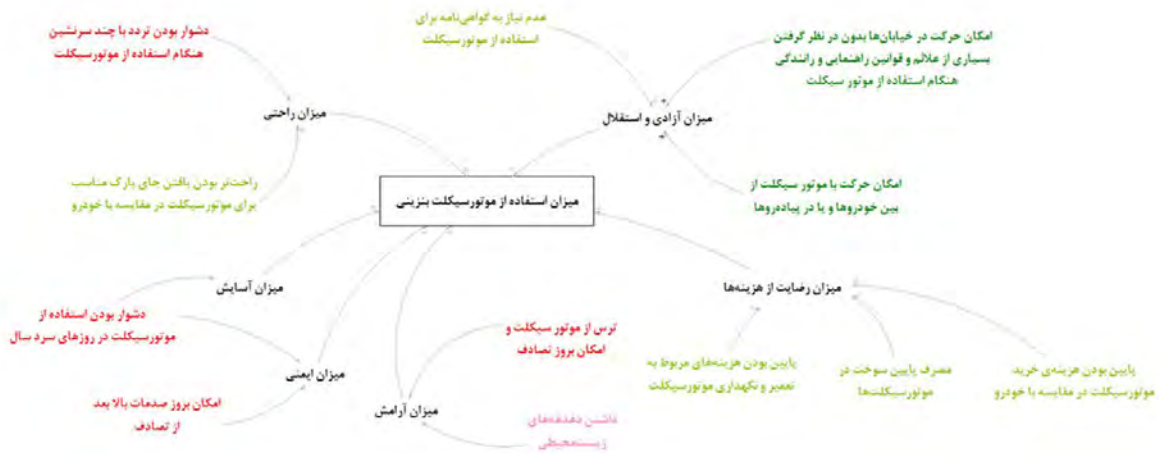 دشوار بودن تردد با چند سرنشین
هنگام استفاده از موتورسیکلت
عدم نیاز به گواهی‌نامه برای
استفاده از موتورسیکلت
امکان حرکت در خیابان‌ها بدون در نظر گرفتن
بسیاری از علائم و قوانین راهنمایی و رانندگی
هنگام استفاده از موتور سیکلت
میزان راحتی
میزان آزادی و استقلال
راحت‌تر بودن یافتن جای پارک مناسب
برای موتورسیکلت در مقایسه با خودرو
میزان استفاده از موتورسیکلت بنزینی
امکان حرکت با موتور سیکلت از
بین خودروها و یا در پیاده‌روها
میزان آسایش
میزان رضایت از هزینه‌ها
دشوار بودن استفاده از
موتورسیکلت در روزهای سرد سال
ترس از موتور سیکلت و
امکان بروز تصادف
پایین بودن هزینه‌های مربوط به
تعمیر و نگهداری موتورسیکلت
مصرف پایین سوخت در
موتورسیکلت‌ها
پایین بودن هزینه‌ی خرید
موتورسیکلت در مقایسه با خودرو
میزان ایمنی
امکان بروز صدمات بالا بعد
از تصادف
میزان آرامش
داشتن دغدغه‌های
زیست‌محیطی